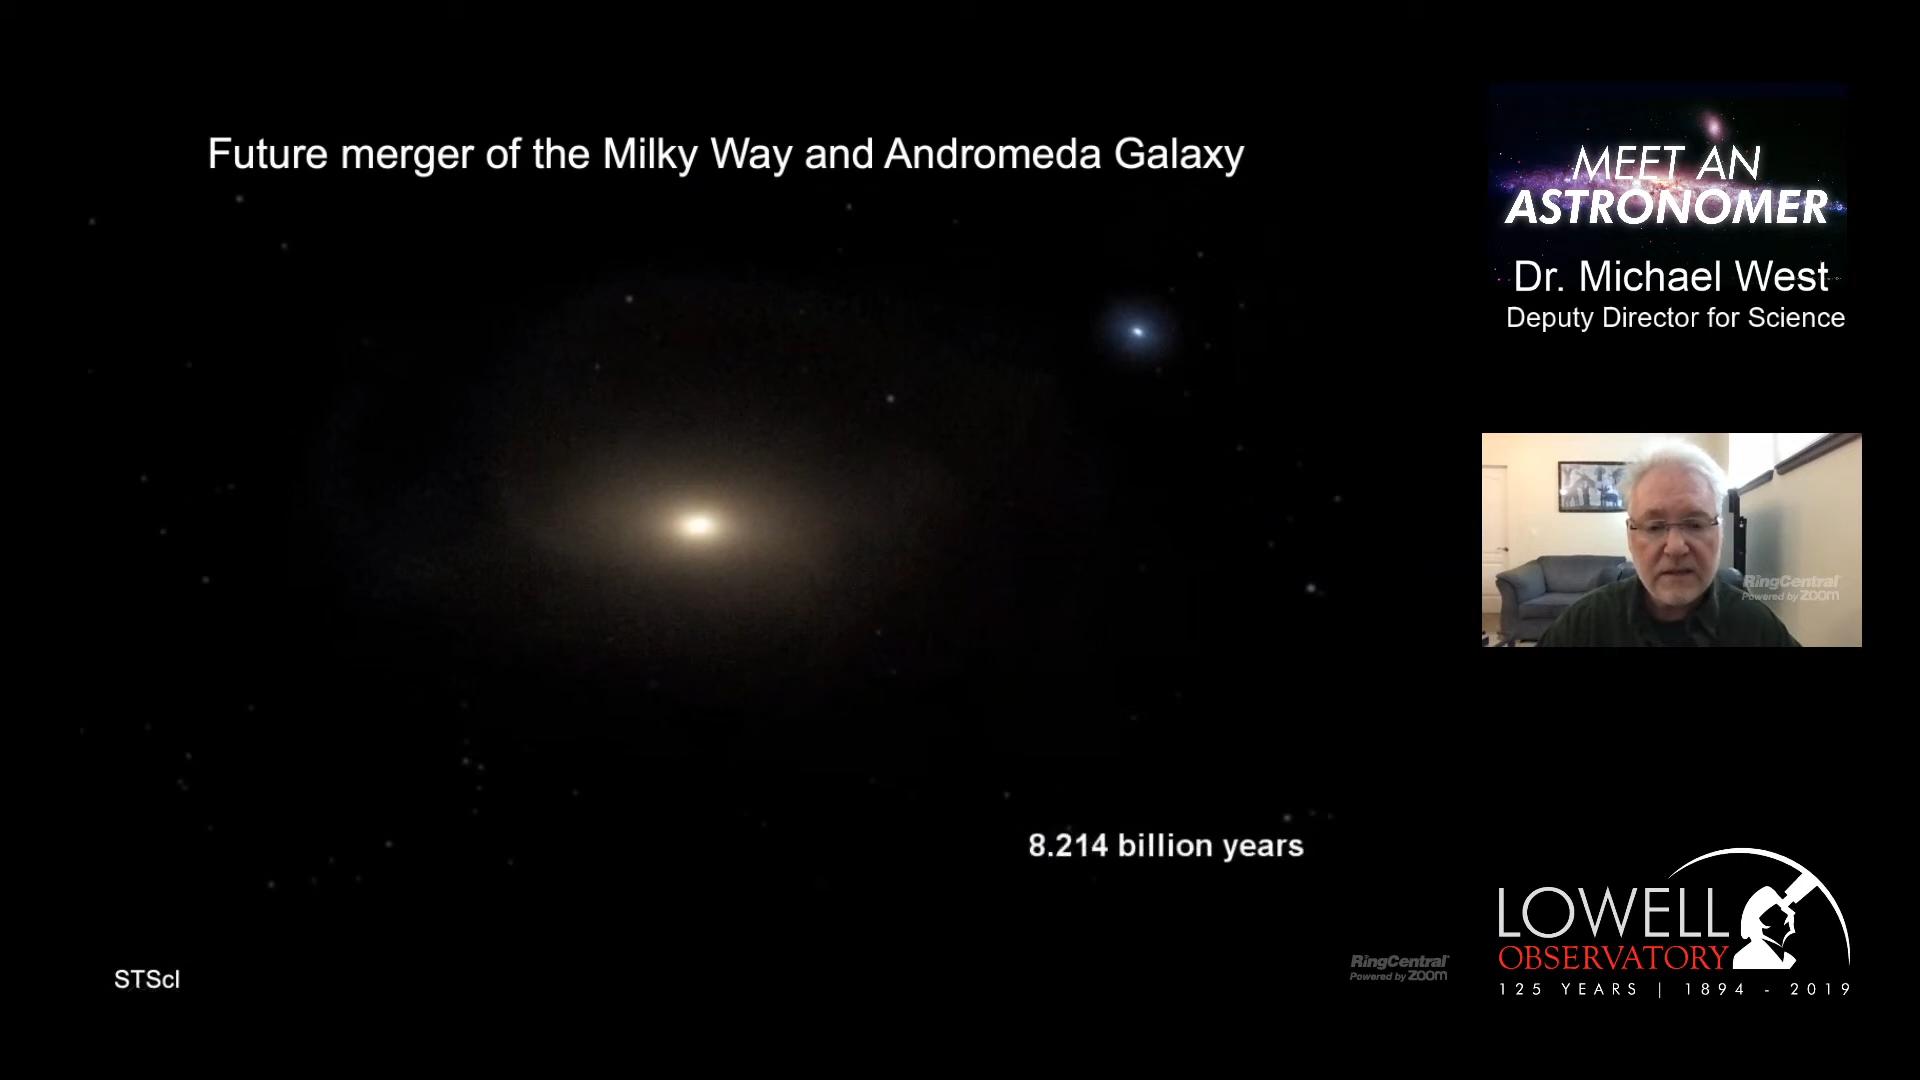 Future merger of the Milky Way and Andromeda Galaxy
8.214 billion years
STScI
MEET AN
ASTRONOMER
Dr. Michael West
Deputy Director for Science
RingCentral
Powered by zoom
RingCentral
Powered by zoom
LOWELL
OBSERVATORY
125 YEARS | 1894 - 2019